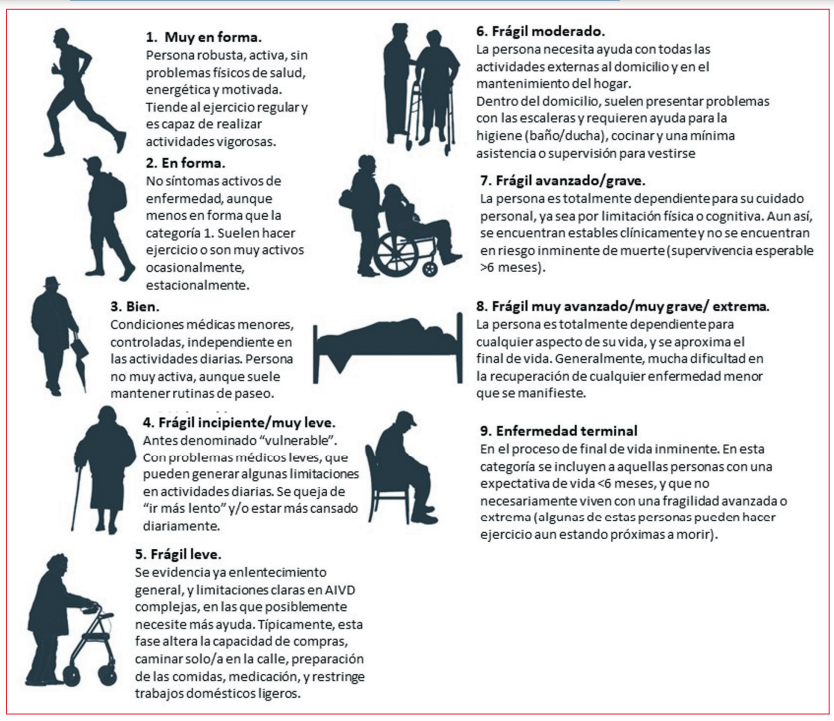 1. Muy en forma.
Persona robusta, activa, sin
problemas físicos de salud,
energética y motivada.
Tiende al ejercicio regular y
es capaz de realizar
actividades vigorosas.
2. En forma.
No síntomas activos de
enfermedad, aunque
menos en forma que la
categoría 1. Suelen hacer
ejercicio o son muy activos
ocasionalmente,
estacionalmente.
3. Bien.
Condiciones médicas menores,
controladas, independiente en
las actividades diarias. Persona
no muy activa, aunque suele
mantener rutinas de paseo.
4. Frágil incipiente/muy leve.
Antes denominado “vulnerable”.
Con problemas médicos leves, que
pueden generar algunas limitaciones
en actividades diarias. Se queja de
“ir más lento” y/o estar más cansado
diariamente.
5. Frágil leve.
Se evidencia ya enlentecimiento
general, y limitaciones claras en AIVD
complejas, en las que posiblemente
necesite más ayuda. Típicamente, esta
fase altera la capacidad de compras,
caminar solo/a en la calle, preparación
de las comidas, medicación, y restringe
trabajos domésticos ligeros.
6. Frágil moderado.
La persona necesita ayuda con todas las
actividades externas al domicilio y en el
mantenimiento del hogar.
Dentro del domicilio, suelen presentar problemas
con las escaleras y requieren ayuda para la
higiene (baño/ducha), cocinar y una mínima
asistencia o supervisión para vestirse
7. Frágil avanzado/grave.
La persona es totalmente dependiente para su cuidado
personal, ya sea por limitación física o cognitiva. Aun así,
se encuentran estables clínicamente y no se encuentran
en riesgo inminente de muerte (supervivencia esperable
>6 meses).
8. Frágil muy avanzado/muy grave/ extrema.
La persona es totalmente dependiente para
cualquier aspecto de su vida, y se aproxima el
final de vida. Generalmente, mucha dificultad en
la recuperación de cualquier enfermedad menor
que se manifieste.
9. Enfermedad terminal
En el proceso de final de vida inminente. En esta
categoría se incluyen a aquellas personas con una
expectativa de vida <6 meses, y que no
necesariamente viven con una fragilidad avanzada o
extrema (algunas de estas personas pueden hacer
ejercicio aun estando próximas a morir).